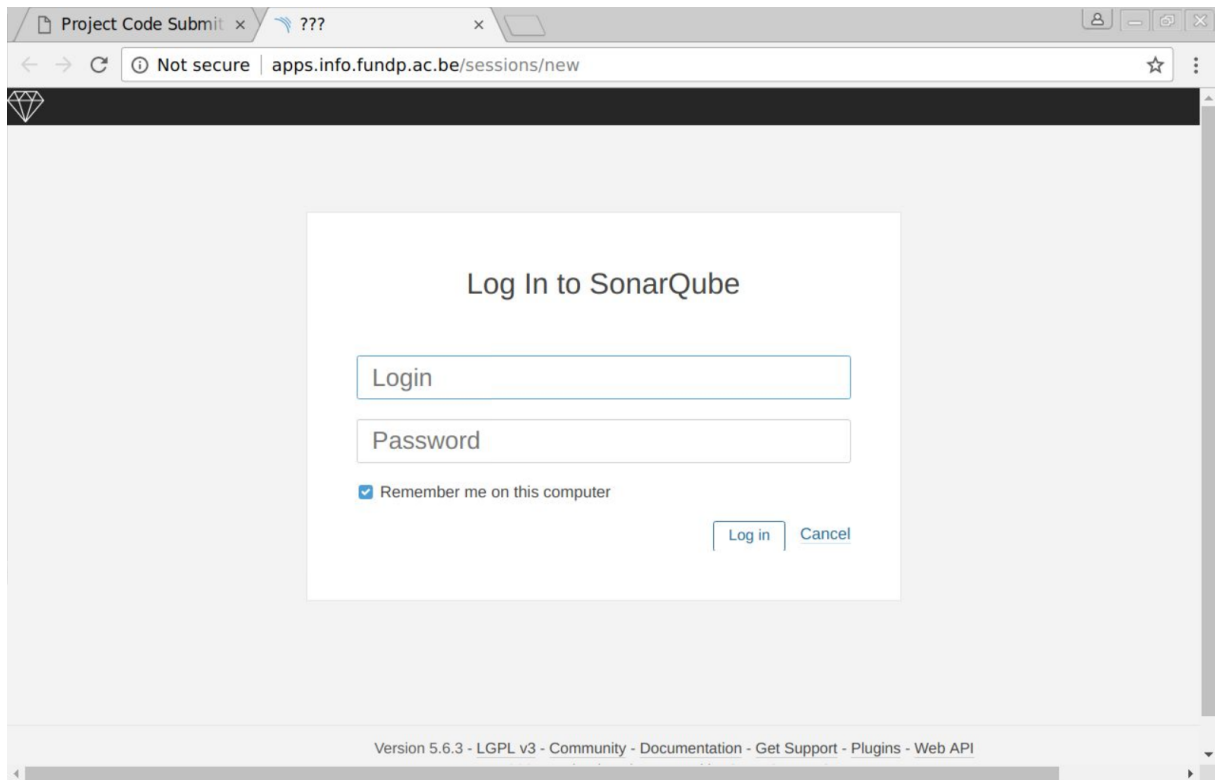 Project Code Submit ???
Not secure | apps.info.fundp.ac.be/sessions/new
Log In to SonarQube
Login
Password
Remember me on this computer
Log in Cancel
Version 5.6.3 - LGPL v3 - Community - Documentation - Get Support - Plugins - Web API